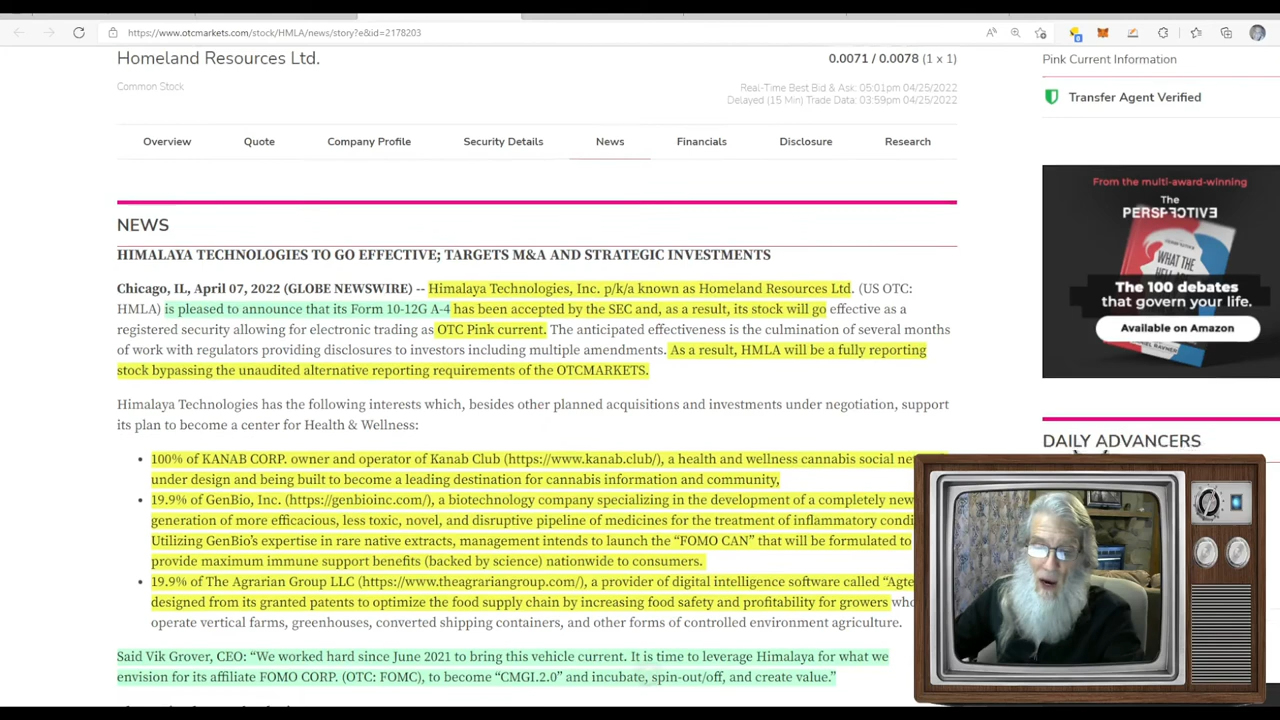 https://www.otcmarkets.com/stock/HMLA/news/story?e&id=2178203
Homeland Resources Ltd.
0.0071 / 0.0078 (1 x 1)
Common Stock
Real-Time Best Bid & Ask: 05:01pm 04/25/2022
Delayed (15 Min) Trade Data: 03:59pm 04/25/2022
Pink Current Information
Transfer Agent Verified
Overview
Quote
Company Profile
Security Details
News
Financials
Disclosure
Research
NEWS
HIMALAYA TECHNOLOGIES TO GO EFFECTIVE; TARGETS M&A AND STRATEGIC INVESTMENTS
Chicago, IL, April 07, 2022 (GLOBE NEWSWIRE) -- Himalaya Technologies, Inc. p/k/a known as Homeland Resources Ltd. (US OTC:
HMLA) is pleased to announce that its Form 10-12G A-4 has been accepted by the SEC and, as a result, its stock will go effective as a
registered security allowing for electronic trading as OTC Pink current. The anticipated effectiveness is the culmination of several months
of work with regulators providing disclosures to investors including multiple amendments. As a result, HMLA will be a fully reporting
stock bypassing the unaudited alternative reporting requirements of the OTCMARKETS.
Himalaya Technologies has the following interests which, besides other planned acquisitions and investments under negotiation, support
its plan to become a center for Health & Wellness:
• 100% of KANAB CORP. owner and operator of Kanab Club (https://www.kanab.club/), a health and wellness cannabis social
under design and being built to become a leading destination for cannabis information and community,
• 19.9% of GenBio, Inc. (https://genbioinc.com/), a biotechnology company specializing in the development of a completely new
generation of more efficacious, less toxic, novel, and disruptive pipeline of medicines for the treatment of inflammatory
Utilizing GenBio's expertise in rare native extracts, management intends to launch the "FOMO CAN" that will be formulated to
provide maximum immune support benefits (backed by science) nationwide to consumers.
• 19.9% of The Agrarian Group LLC (https://www.theagrariangroup.com/), a provider of digital intelligence software called
designed from its granted patents to optimize the food supply chain by increasing food safety and profitability for growers
operate vertical farms, greenhouses, converted shipping containers, and other forms of controlled environment agriculture.
Said Vik Grover, CEO: "We worked hard since June 2021 to bring this vehicle current. It is time to leverage Himalaya for what we
envision for its affiliate FOMO CORP. (OTC: FOMC), to become "CMGI.2.0" and incubate, spin-out/off, and create value."
From the multi-award-winning
The
PERSPECTIVE
WHAT THE
The 100 debates
that govern your life.
Available on Amazon
DAILY ADVANCERS